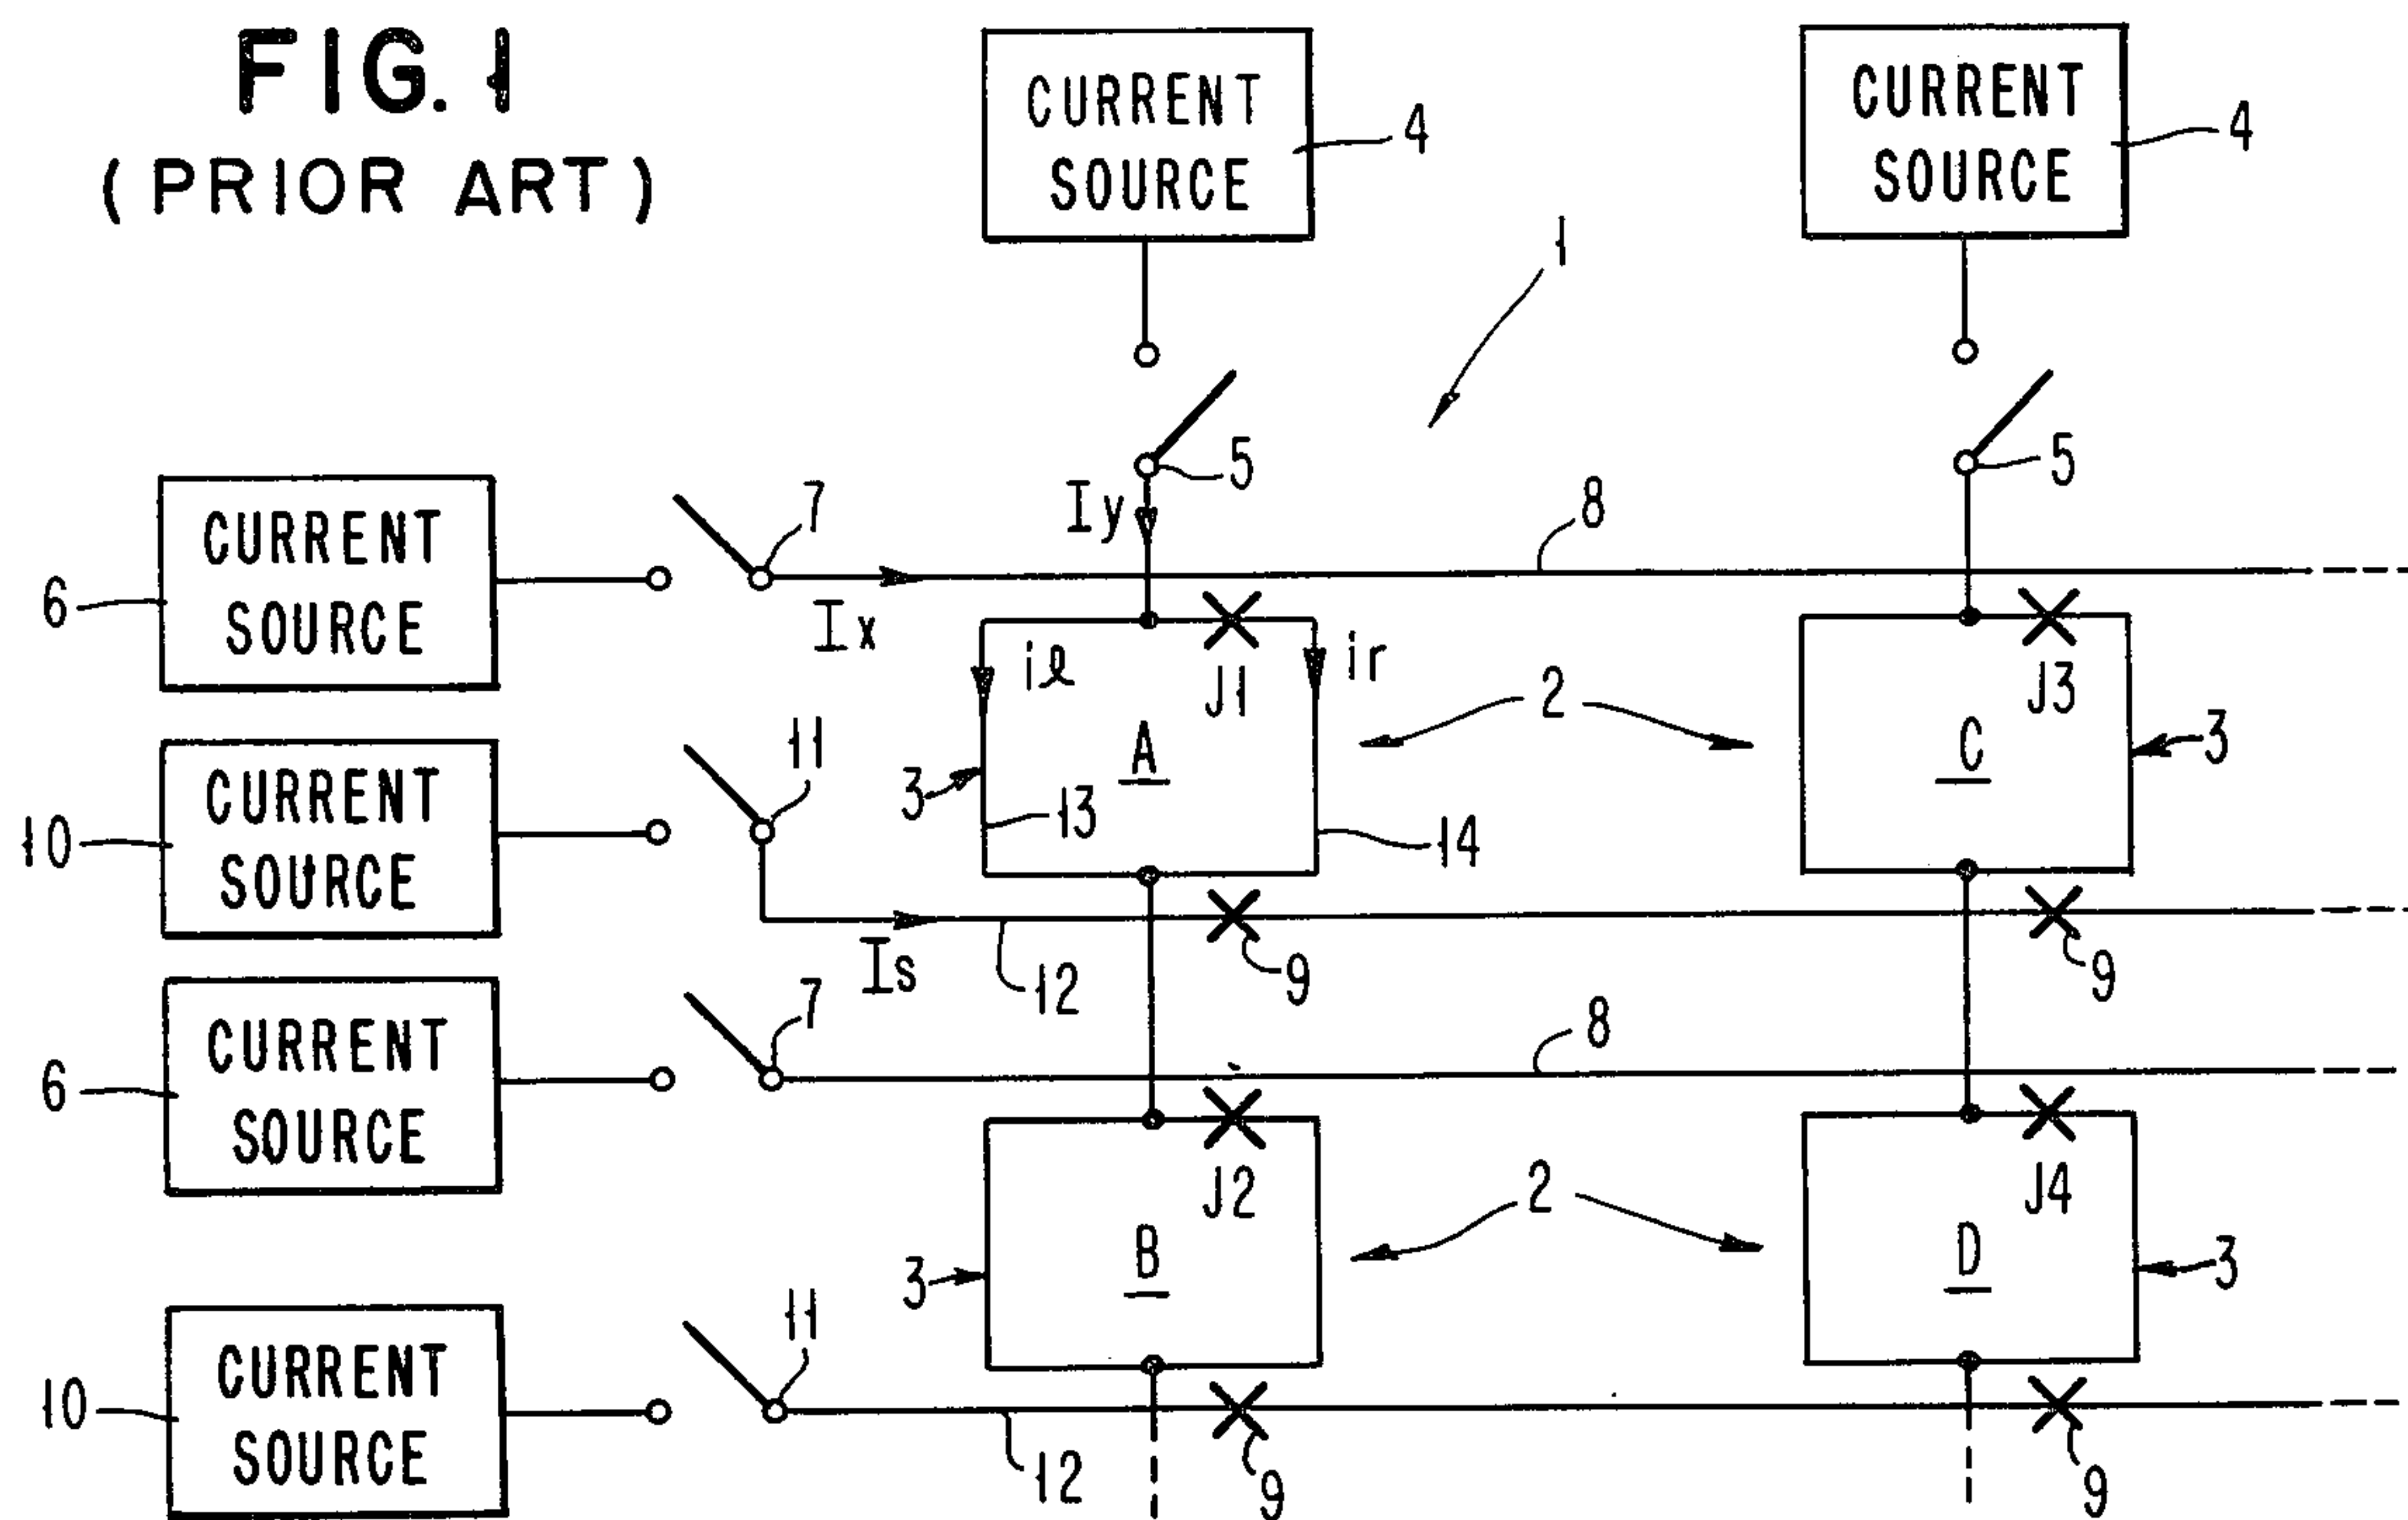 FIG. 1
(PRIOR ART)
CURRENT
SOURCE
4
CURRENT
SOURCE
4
1
5
5
Iy
8
7
CURRENT
SOURCE
6
Ix
il
ir
J1
J3
2
A
C
3
3
13
14
11
CURRENT
SOURCE
10
Is
12
9
9
7
8
CURRENT
SOURCE
6
J2
J4
2
B
D
3
3
11
CURRENT
SOURCE
10
12
9
9